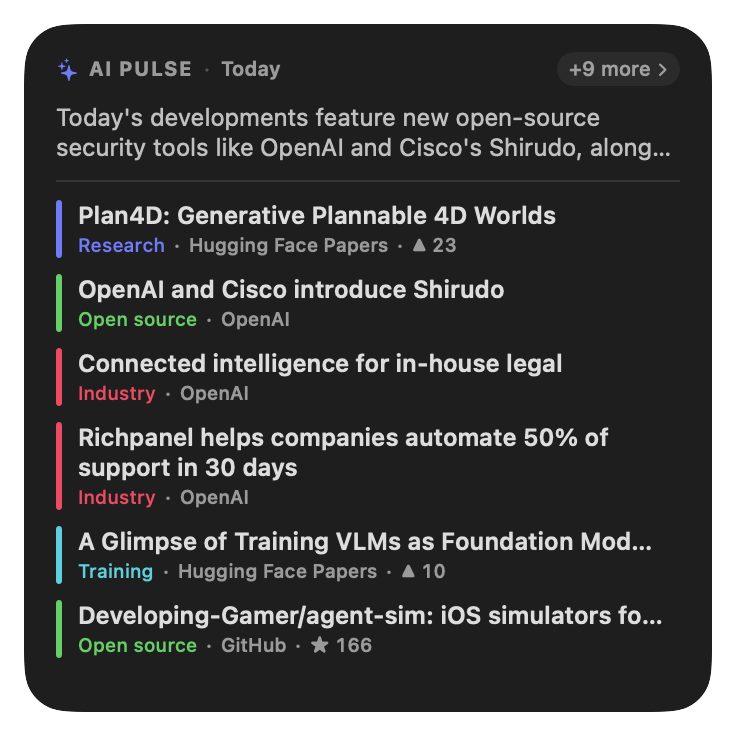 AI PULSE · Today
+9 more >
Today's developments feature new open-source
security tools like OpenAI and Cisco's Shirudo, along...
Plan4D: Generative Plannable 4D Worlds
Research · Hugging Face Papers · ▲ 23
OpenAI and Cisco introduce Shirudo
Open source · OpenAI
Connected intelligence for in-house legal
Industry · OpenAI
Richpanel helps companies automate 50% of
support in 30 days
Industry · OpenAI
A Glimpse of Training VLMs as Foundation Mod...
Training · Hugging Face Papers · ▲ 10
Developing-Gamer/agent-sim: iOS simulators fo...
Open source · GitHub · ★ 166